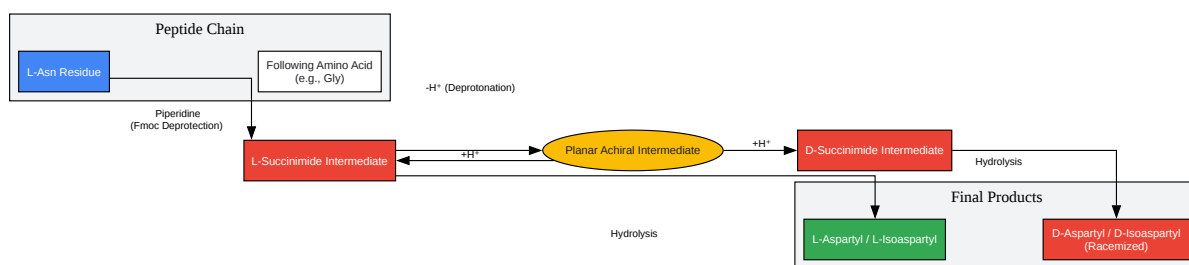 Peptide Chain
L-Asn Residue
Following Amino Acid
(e.g., Gly)
-H⁺ (Deprotonation)
Piperidine
(Fmoc Deprotection)
L-Succinimide Intermediate
+H⁺
Planar Achiral Intermediate
+H⁺
D-Succinimide Intermediate
Hydrolysis
Final Products
Hydrolysis
L-Aspartyl / L-Isoaspartyl
D-Aspartyl / D-Isoaspartyl
(Racemized)